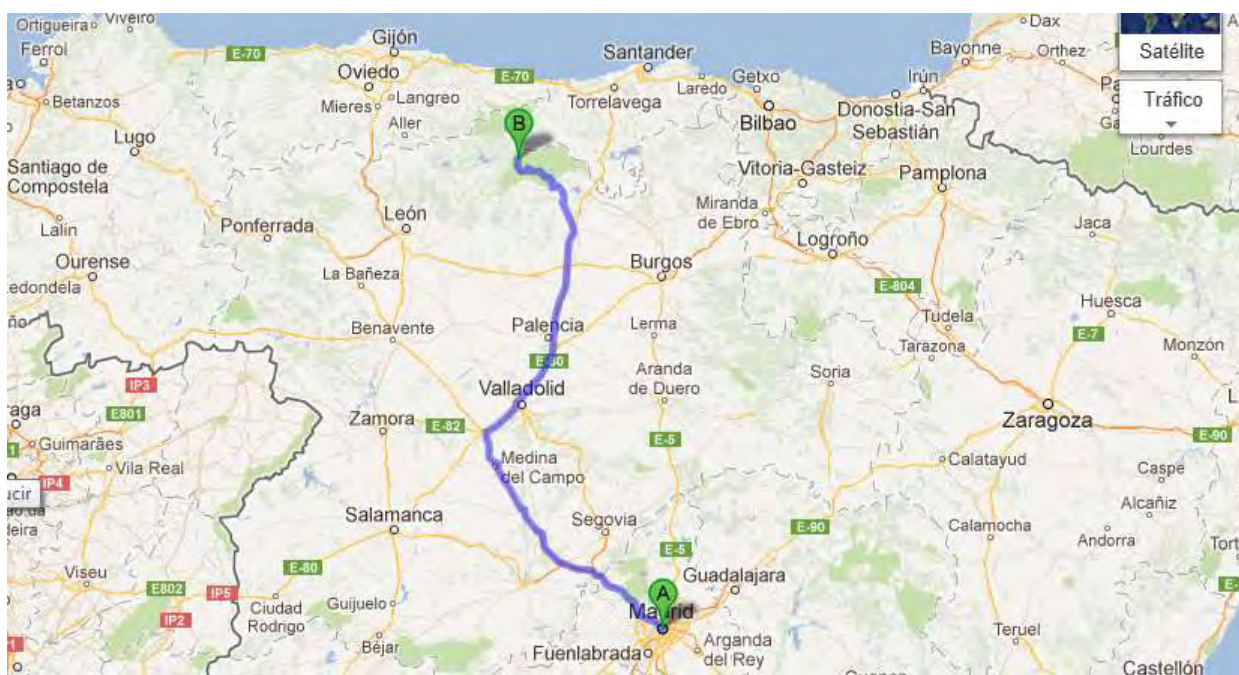 Ortigueira
Viveiro
Ferrol
Gijón
Santander
Dax
Satélite
E-70
Oviedo
E-70
Bayonne
Orthez
Getxo
Irún
Langreo
Mieres
Torrelavega
Laredo
Tráfico
Betanzos
Aller
Bilbao
Donostia-San
Sebastián
B
Lugo
Lourdes
Santiago de
Compostela
Vitoria-Gasteiz
Pamplona
Miranda
de Ebro
León
Ponferrada
Jaca
Lalín
Logroño
Ourense
La Bañeza
Burgos
E-804
Huesca
Tudela
Benavente
Palencia
Lerma
E-7
Tarazona
Monzón
Aranda
de Duero
Soria
IP3
Valladolid
E801
Zamora
E-82
Zaragoza
E-90
Guimarães
E-5
Vila Real
Medina
del Campo
Calatayud
Caspe
IP4
ucir
Salamanca
Segovia
E-90
Alcañiz
Calamocha
Andorra
E-5
E-80
Viseu
E802
IP5
Guadalajara
A
Ciudad
Rodrigo
Guijuelo
Madrid
IP2
Béjar
Fuenlabrada
Arganda
del Rey
Teruel
Castellón